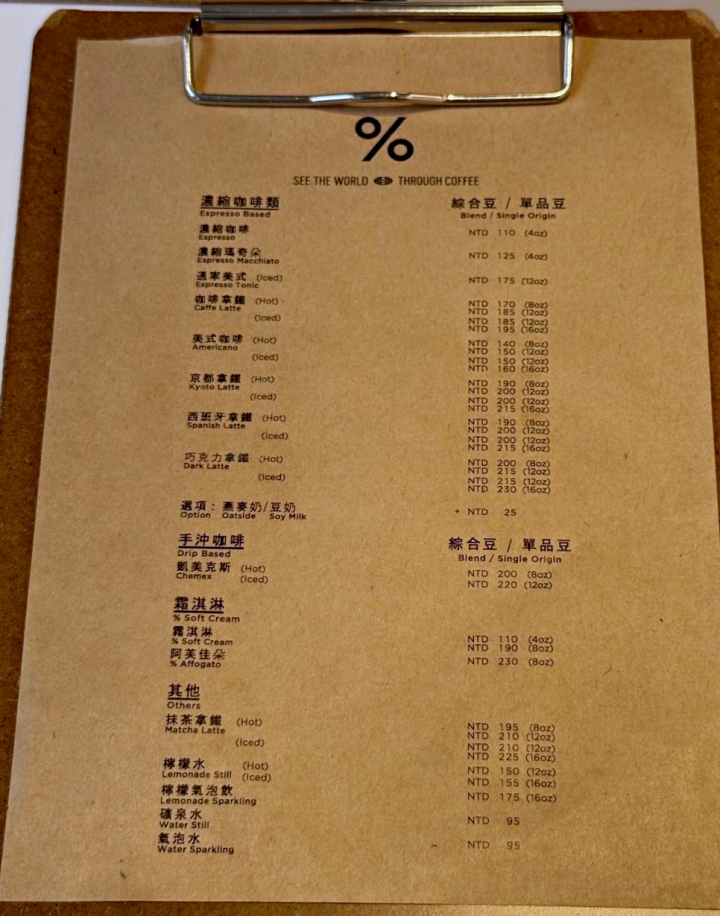 %
SEE THE WORLD THROUGH COFFEE
濃縮咖啡類 綜合豆 / 單品豆
Espresso Based Blend / Single Origin
濃縮咖啡
Espresso NTD 110 (4oz)
濃縮瑪奇朵
Espresso Macchiato NTD 125 (4oz)
通寧美式 (Iced)
Espresso Tonic NTD 175 (12oz)
咖啡拿鐵 (Hot) NTD 170 (8oz)
Caffe Latte NTD 185 (12oz)
(Iced) NTD 185 (12oz)
NTD 195 (16oz)
美式咖啡 (Hot) NTD 140 (8oz)
Americano NTD 150 (12oz)
(Iced) NTD 150 (12oz)
NTD 160 (16oz)
京都拿鐵 (Hot) NTD 190 (8oz)
Kyoto Latte NTD 200 (12oz)
(Iced) NTD 200 (12oz)
NTD 215 (16oz)
西班牙拿鐵 (Hot) NTD 190 (8oz)
Spanish Latte NTD 200 (12oz)
(Iced) NTD 200 (12oz)
NTD 215 (16oz)
巧克力拿鐵 (Hot) NTD 200 (8oz)
Dark Latte NTD 215 (12oz)
(Iced) NTD 215 (12oz)
NTD 230 (16oz)
選項：燕麥奶/豆奶
Option Oatside Soy Milk + NTD 25
手沖咖啡 綜合豆 / 單品豆
Drip Based Blend / Single Origin
凱美克斯 (Hot) NTD 200 (8oz)
Chemex (Iced) NTD 220 (12oz)
霜淇淋
% Soft Cream
霜淇淋 NTD 110 (4oz)
% Soft Cream NTD 190 (8oz)
阿芙佳朵
% Affogato NTD 230 (8oz)
其他
Others
抹茶拿鐵 (Hot) NTD 195 (8oz)
Matcha Latte NTD 210 (12oz)
(Iced) NTD 210 (12oz)
NTD 225 (16oz)
檸檬水 (Hot) NTD 150 (12oz)
Lemonade Still (Iced) NTD 155 (16oz)
檸檬氣泡飲 NTD 175 (16oz)
Lemonade Sparkling
礦泉水
Water Still NTD 95
氣泡水
Water Sparkling NTD 95